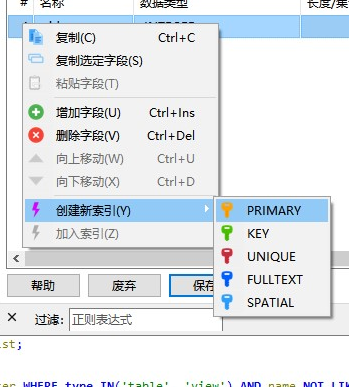 # 名称 数据类型 长度/集
复制(C) Ctrl+C
复制选定字段(S)
粘贴字段(T)
增加字段(U) Ctrl+Ins
删除字段(V) Ctrl+Del
向上移动(W) Ctrl+U
向下移动(X) Ctrl+D
创建新索引(Y)
加入索引(Z)
PRIMARY
KEY
UNIQUE
FULLTEXT
SPATIAL
帮助 废弃 保存
过滤: 正则表达式
ist;
ter WHERE type IN('table', 'view') AND name NOT LIK